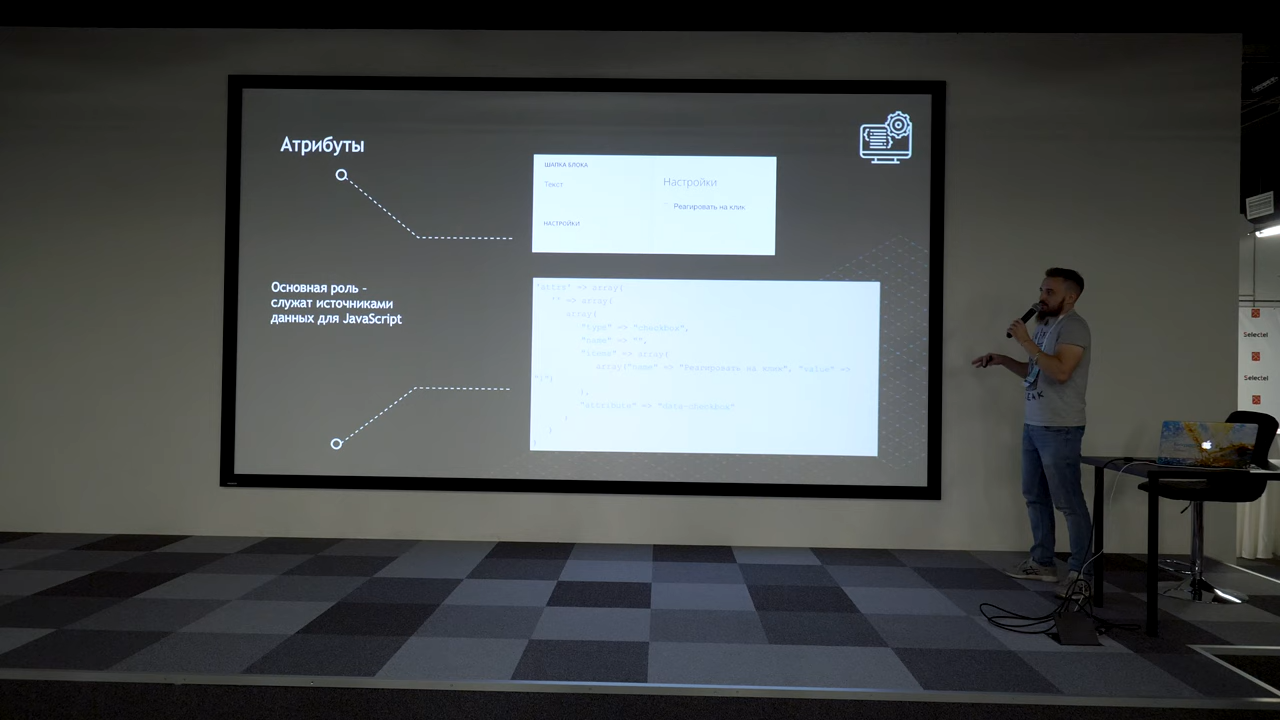 Атрибуты
ШАПКА БЛОКА
Текст
НАСТРОЙКИ
Настройки
Реагировать на клик
Основная роль -
служат источниками
данных для JavaScript
"attrs" => array(
"" => array(
array(
"type" => "checkbox",
"name" => "",
"items" => array(
array("name" => "Реагировать на клик", "value" =>
"1")
),
"attribute" => "data-checkbox"
)
)
Selectel
Selectel